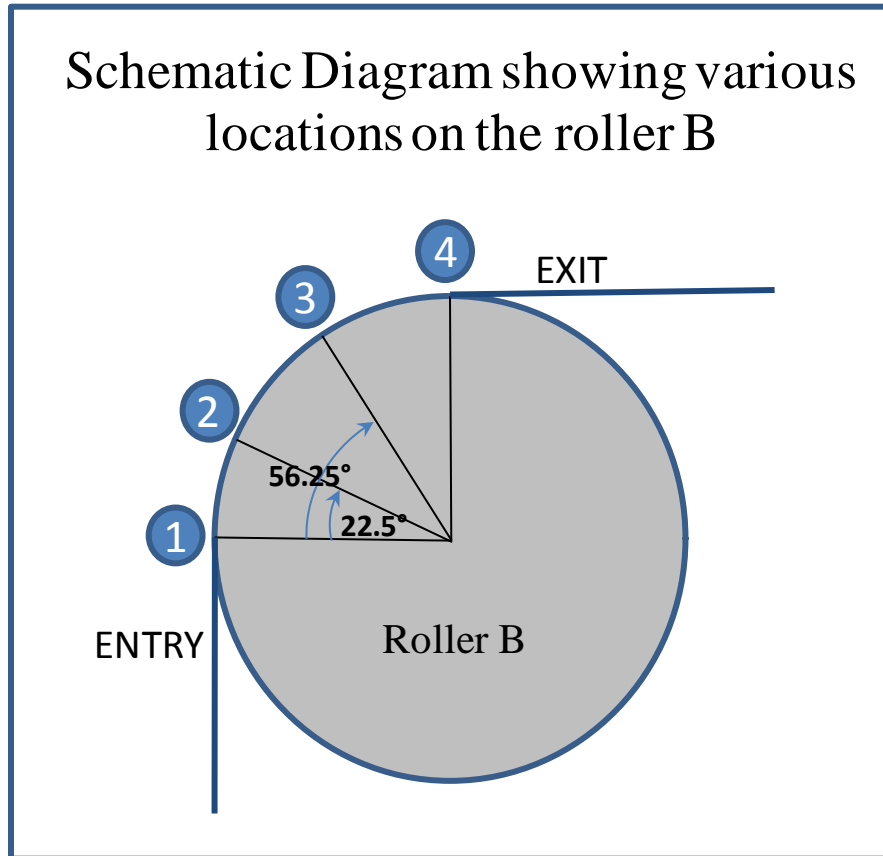 Schematic Diagram showing various
locations on the roller B
4
EXIT
3
2
56.25°
22.5°
1
ENTRY
Roller B